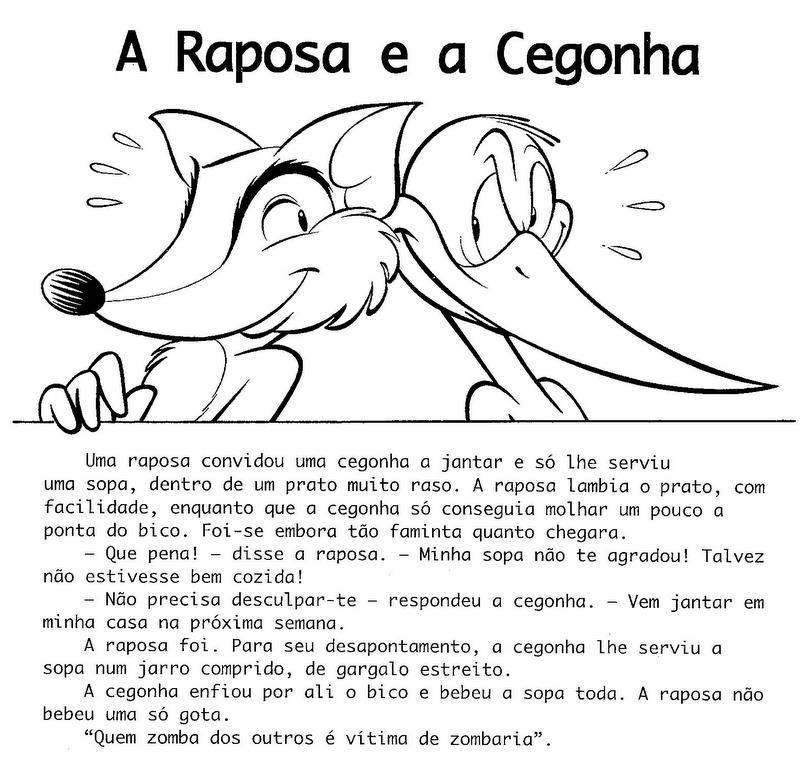 A Raposa e a Cegonha
Uma raposa convidou uma cegonha a jantar e só lhe serviu
uma sopa, dentro de um prato muito raso. A raposa lambia o prato, com
facilidade, enquanto que a cegonha só conseguia molhar um pouco a
ponta do bico. Foi-se embora tão faminta quanto chegara.
– Que pena! – disse a raposa. – Minha sopa não te agradou! Talvez
não estivesse bem cozida!
– Não precisa desculpar-te – respondeu a cegonha. – Vem jantar em
minha casa na próxima semana.
A raposa foi. Para seu desapontamento, a cegonha lhe serviu a
sopa num jarro comprido, de gargalo estreito.
A cegonha enfiou por ali o bico e bebeu a sopa toda. A raposa não
bebeu uma só gota.
“Quem zomba dos outros é vítima de zombaria”.